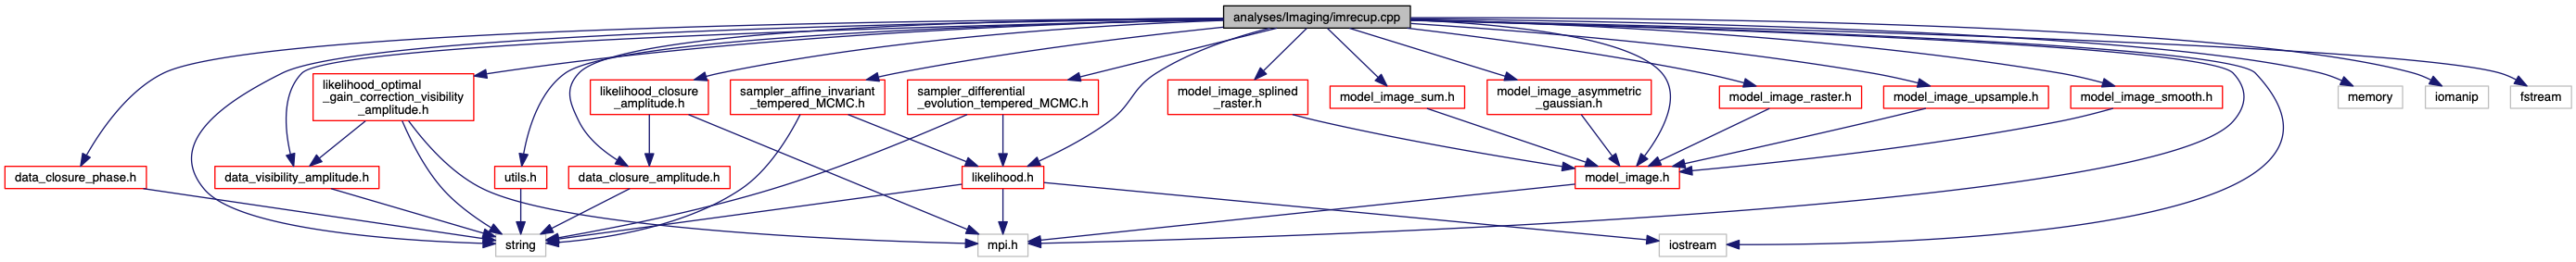 analyses/Imaging/imrecup.cpp
likelihood_optimal
_gain_correction_visibility
_amplitude.h
likelihood_closure
_amplitude.h
sampler_affine_invariant
_tempered_MCMC.h
sampler_differential
_evolution_tempered_MCMC.h
model_image_splined
_raster.h
model_image_sum.h
model_image_asymmetric
_gaussian.h
model_image_raster.h
model_image_upsample.h
model_image_smooth.h
memory
iomanip
fstream
data_closure_phase.h
data_visibility_amplitude.h
utils.h
data_closure_amplitude.h
likelihood.h
model_image.h
string
mpi.h
iostream